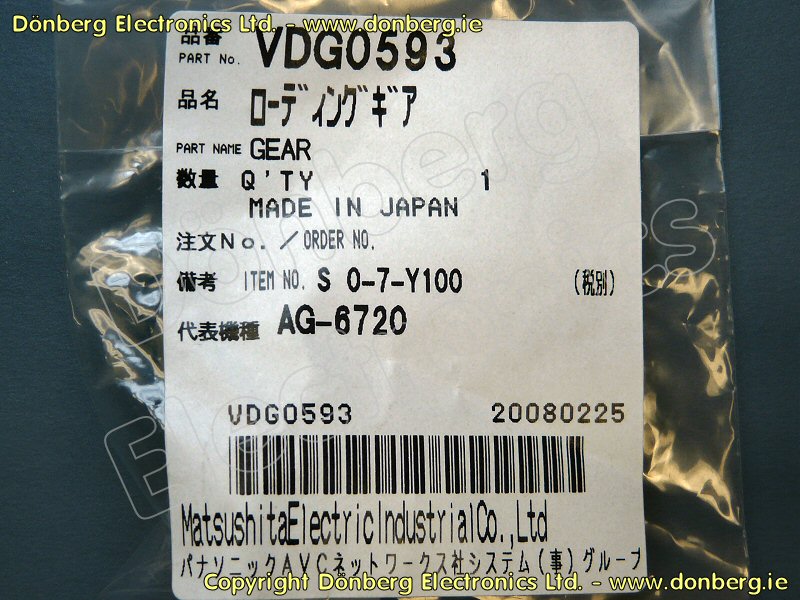 Dönberg Electronics Ltd. - www.donberg.ie
品番
PART No. VDG0593
品名 ローディングギア
PART NAME GEAR
数量 Q'TY 1
MADE IN JAPAN
注文No.／ORDER NO.
備考 ITEM NO. S 0-7-Y100 (税別)
代表機種 AG-6720
VDG0593 20080225
MatsushitaElectricIndustrialCo.,Ltd
パナソニックAVCネットワークス社システム(事)グループ
Dönberg Electronics
Copyright Dönberg Electronics Ltd. - www.donberg.ie